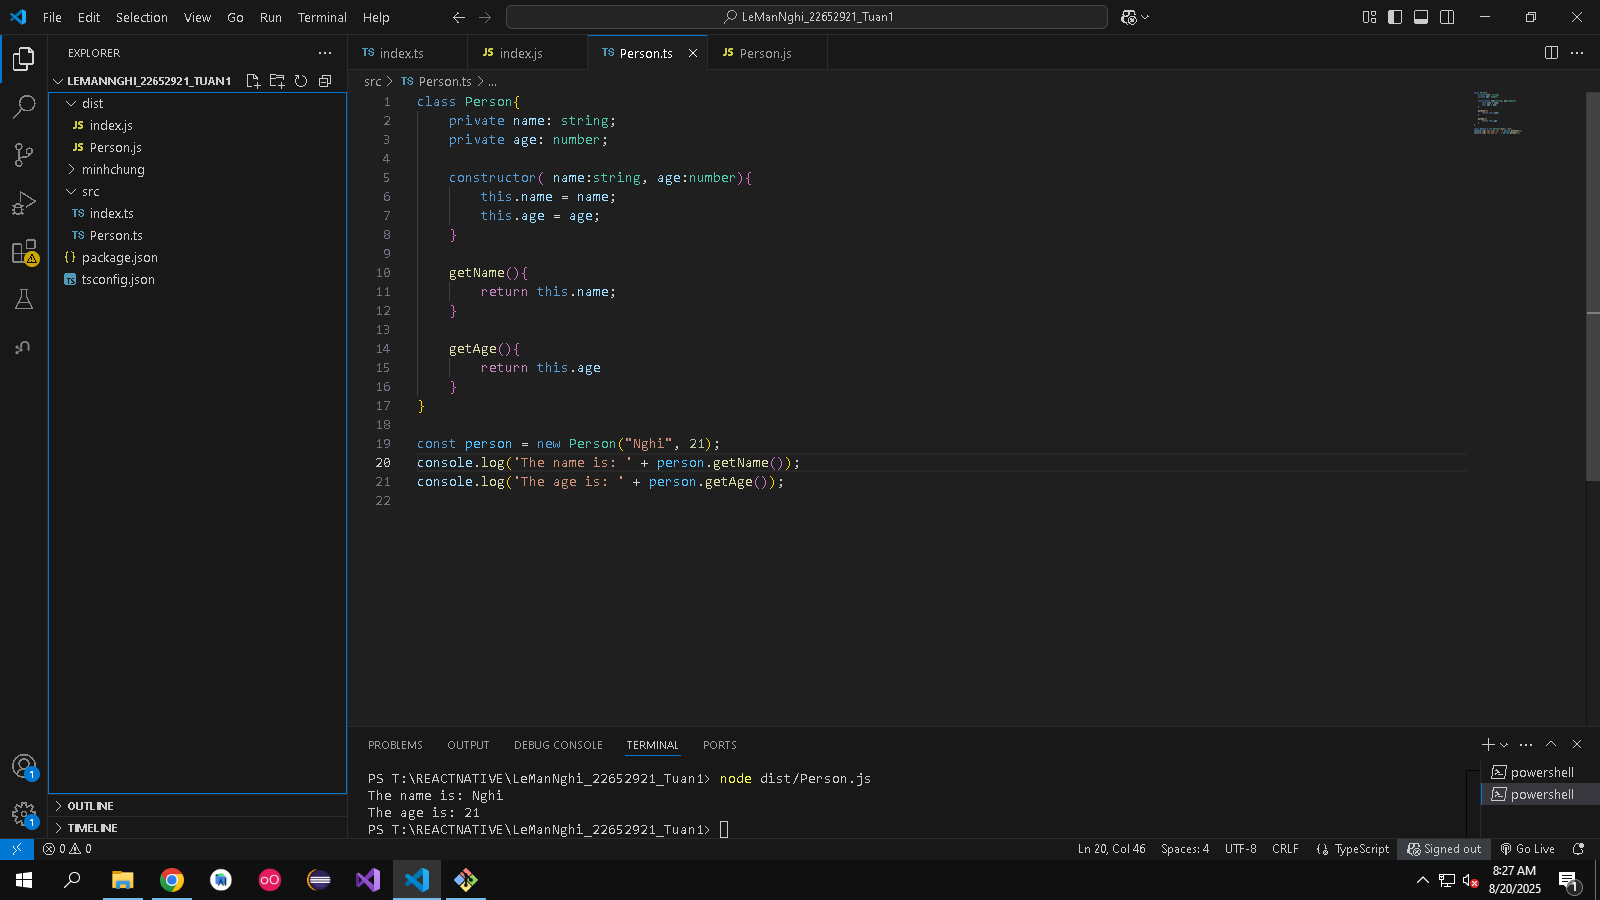 File Edit Selection View Go Run Terminal Help
LeManNghi_22652921_Tuan1
EXPLORER
LEMANNGHI_22652921_TUAN1
dist
JS index.js
JS Person.js
minhchung
src
TS index.ts
TS Person.ts
{} package.json
TS tsconfig.json
OUTLINE
TIMELINE
TS index.ts JS index.js TS Person.ts JS Person.js
src > TS Person.ts > ...
1 class Person{
2 private name: string;
3 private age: number;
4
5 constructor( name:string, age:number){
6 this.name = name;
7 this.age = age;
8 }
9
10 getName(){
11 return this.name;
12 }
13
14 getAge(){
15 return this.age
16 }
17 }
18
19 const person = new Person("Nghi", 21);
20 console.log('The name is: ' + person.getName());
21 console.log('The age is: ' + person.getAge());
22
PROBLEMS OUTPUT DEBUG CONSOLE TERMINAL PORTS
PS T:\REACTNATIVE\LeManNghi_22652921_Tuan1> node dist/Person.js
The name is: Nghi
The age is: 21
PS T:\REACTNATIVE\LeManNghi_22652921_Tuan1>
powershell
powershell
1
1
0 0 Ln 20, Col 46 Spaces: 4 UTF-8 CRLF {} TypeScript Signed out Go Live
8:27 AM
8/20/2025
1